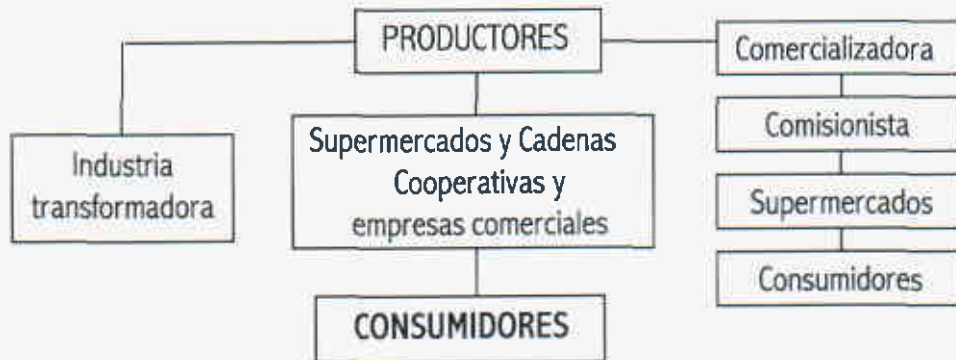 PRODUCTORES
Industria
transformadora
Supermercados y Cadenas
Cooperativas y
empresas comerciales
CONSUMIDORES
Comercializadora
Comisionista
Supermercados
Consumidores